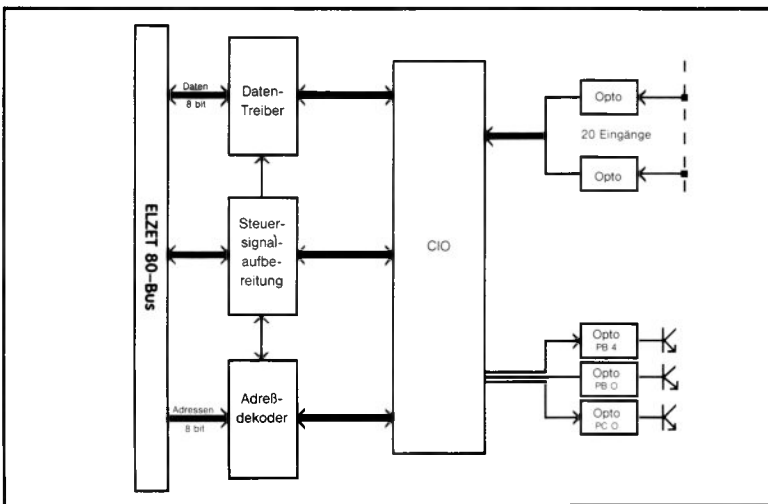 ELZET 80-Bus
Daten
8 bit
Daten-
Treiber
Steuer-
signal-
aufbe-
reitung
Adressen
8 bit
Adreß-
dekoder
CIO
Opto
20 Eingänge
Opto
Opto
PB 4
Opto
PB 0
Opto
PC 0